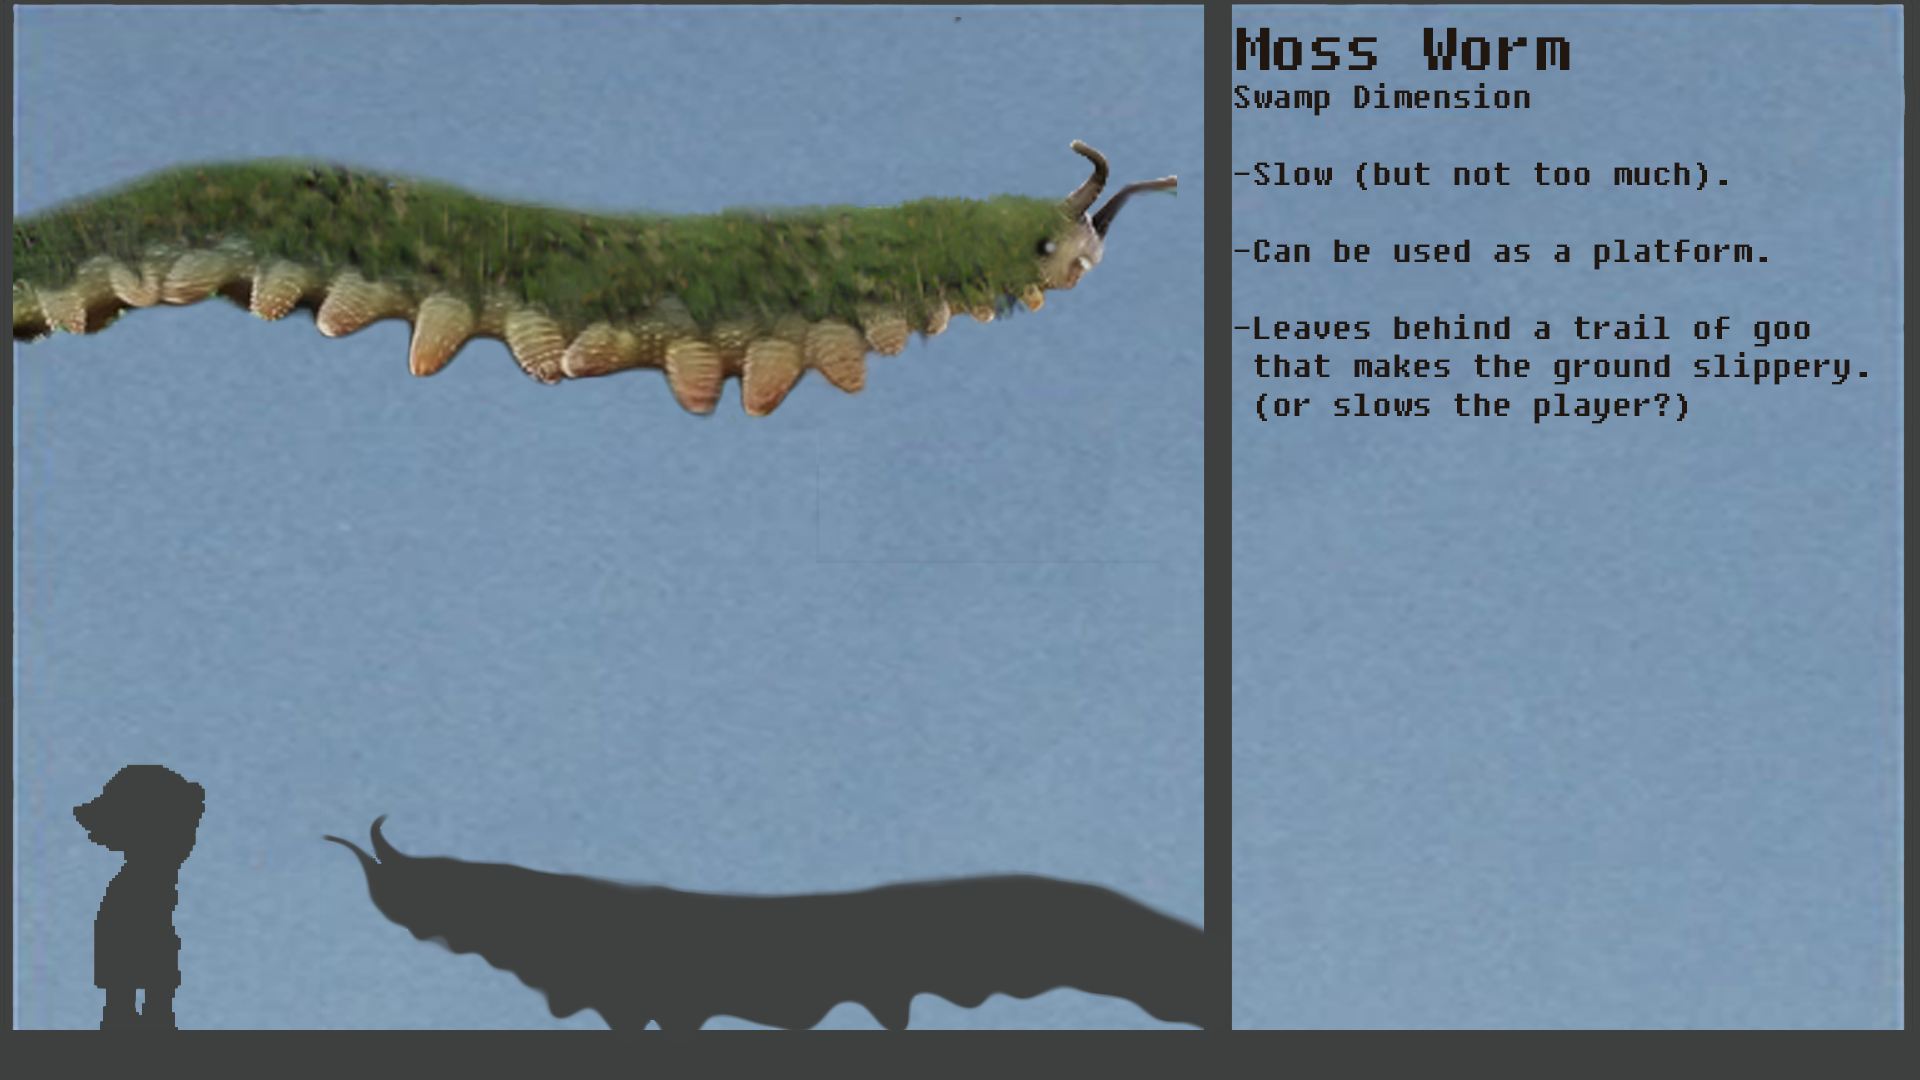 Moss Worm
Swamp Dimension
-Slow (but not too much).
-Can be used as a platform.
-Leaves behind a trail of goo
that makes the ground slippery.
(or slows the player?)